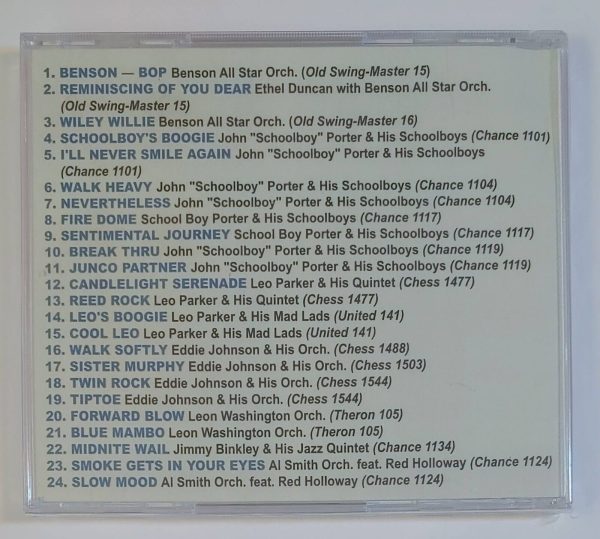 1. BENSON — BOP Benson All Star Orch. (Old Swing-Master 15)
2. REMINISCING OF YOU DEAR Ethel Duncan with Benson All Star Orch.
(Old Swing-Master 15)
3. WILEY WILLIE Benson All Star Orch. (Old Swing-Master 16)
4. SCHOOLBOY'S BOOGIE John "Schoolboy" Porter & His Schoolboys (Chance 1101)
5. I'LL NEVER SMILE AGAIN John "Schoolboy" Porter & His Schoolboys
(Chance 1101)
6. WALK HEAVY John "Schoolboy" Porter & His Schoolboys (Chance 1104)
7. NEVERTHELESS John "Schoolboy" Porter & His Schoolboys (Chance 1104)
8. FIRE DOME School Boy Porter & His Schoolboys (Chance 1117)
9. SENTIMENTAL JOURNEY School Boy Porter & His Schoolboys (Chance 1117)
10. BREAK THRU John "Schoolboy" Porter & His Schoolboys (Chance 1119)
11. JUNCO PARTNER John "Schoolboy" Porter & His Schoolboys (Chance 1119)
12. CANDLELIGHT SERENADE Leo Parker & His Quintet (Chess 1477)
13. REED ROCK Leo Parker & His Quintet (Chess 1477)
14. LEO'S BOOGIE Leo Parker & His Mad Lads (United 141)
15. COOL LEO Leo Parker & His Mad Lads (United 141)
16. WALK SOFTLY Eddie Johnson & His Orch. (Chess 1488)
17. SISTER MURPHY Eddie Johnson & His Orch. (Chess 1503)
18. TWIN ROCK Eddie Johnson & His Orch. (Chess 1544)
19. TIPTOE Eddie Johnson & His Orch. (Chess 1544)
20. FORWARD BLOW Leon Washington Orch. (Theron 105)
21. BLUE MAMBO Leon Washington Orch. (Theron 105)
22. MIDNITE WAIL Jimmy Binkley & His Jazz Quintet (Chance 1134)
23. SMOKE GETS IN YOUR EYES Al Smith Orch. feat. Red Holloway (Chance 1124)
24. SLOW MOOD Al Smith Orch. feat. Red Holloway (Chance 1124)